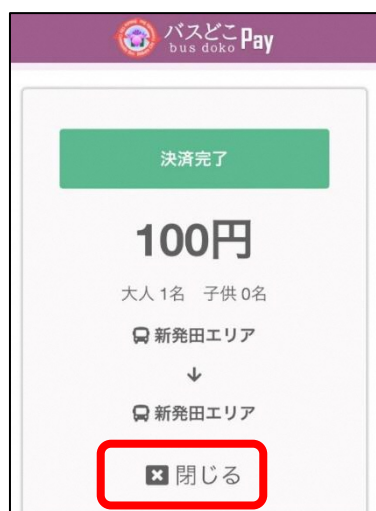 バスどこ Pay
bus doko
決済完了
100円
大人 1名　子供 0名
新発田エリア
↓
新発田エリア
閉じる